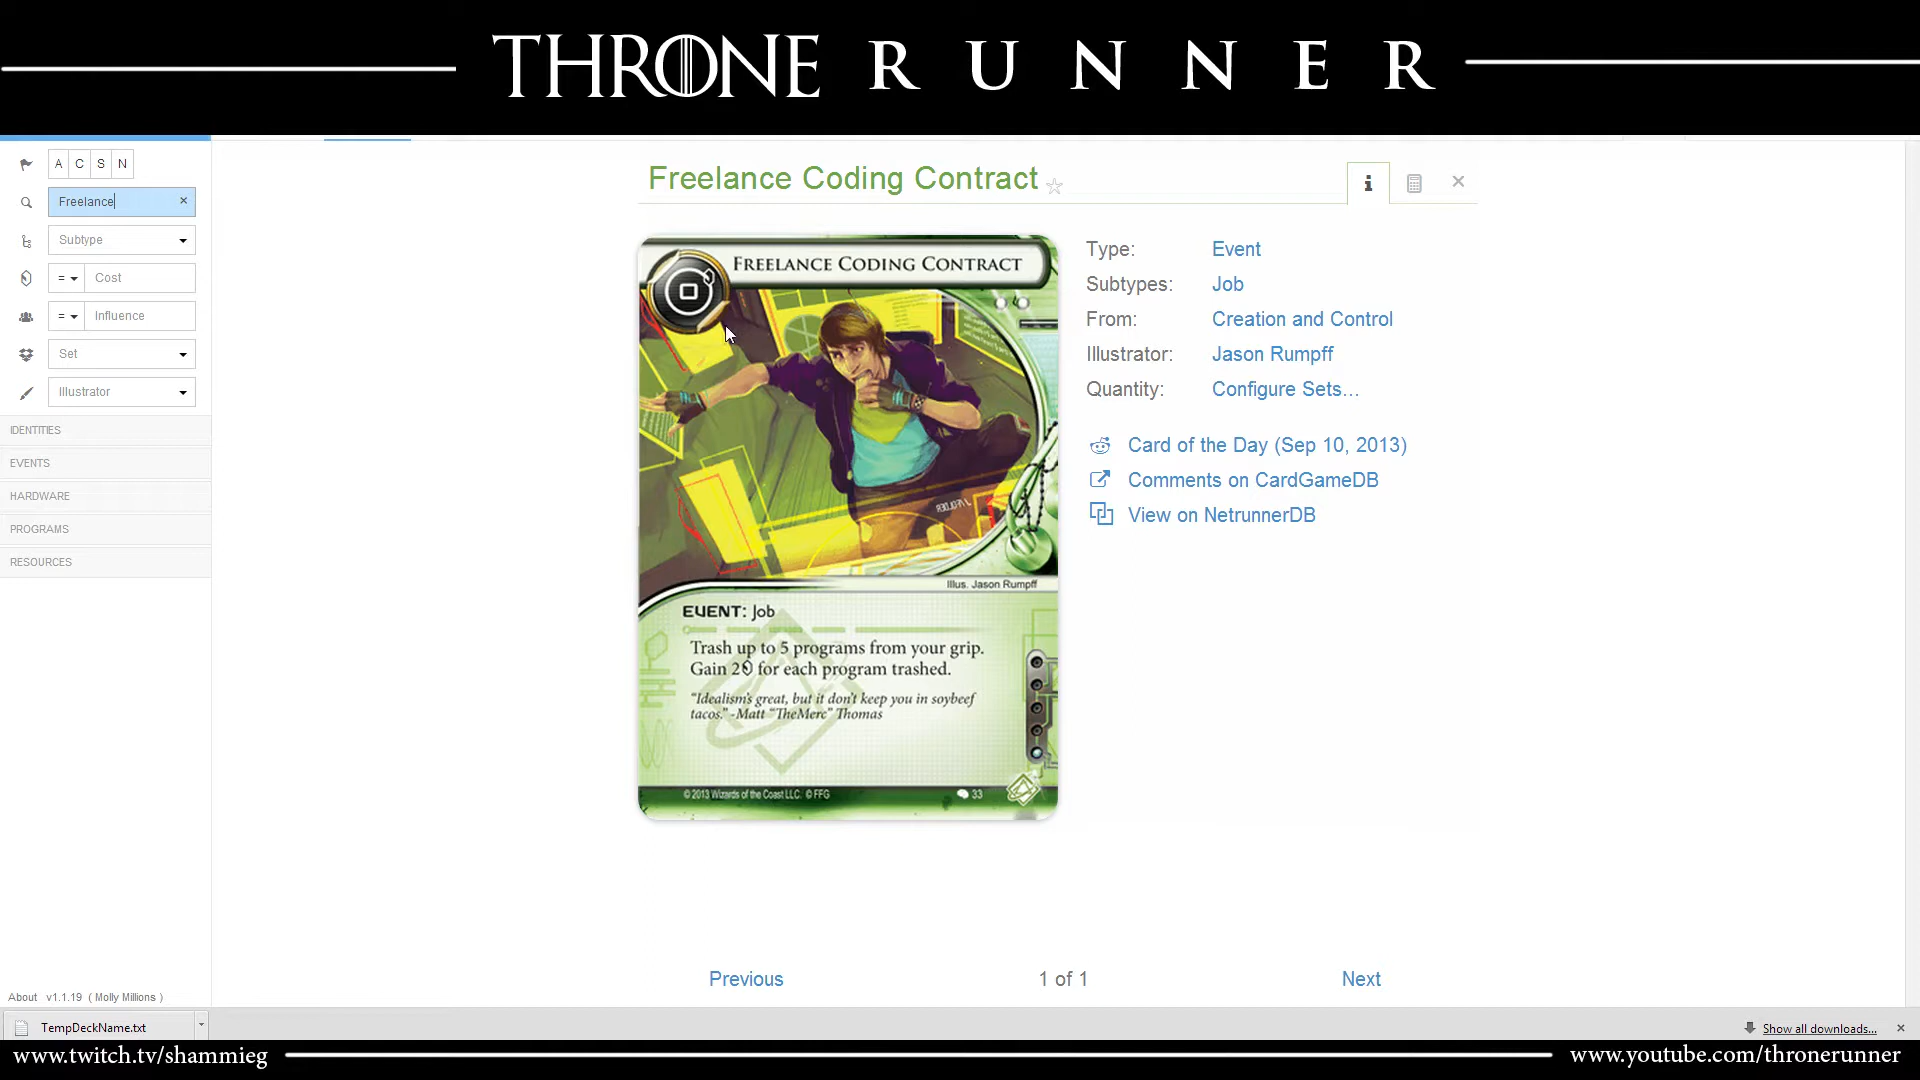 THRONE RUNNER
A C S N
Freelance
Subtype
= Cost
= Influence
Set
Illustrator
IDENTITIES
EVENTS
HARDWARE
PROGRAMS
RESOURCES
About v1.1.19 ( Molly Millions )
Freelance Coding Contract
FREELANCE CODING CONTRACT
Illus. Jason Rumpff
EVENT: Job
Trash up to 5 programs from your grip.
Gain 2 for each program trashed.
"Idealism's great, but it don't keep you in soybeef
tacos." -Matt "TheMerc" Thomas
© 2013 Wizards of the Coast LLC. © FFG
33
Type: Event
Subtypes: Job
From: Creation and Control
Illustrator: Jason Rumpff
Quantity: Configure Sets...
Card of the Day (Sep 10, 2013)
Comments on CardGameDB
View on NetrunnerDB
Previous
1 of 1
Next
TempDeckName.txt
Show all downloads...
www.twitch.tv/shammieg
www.youtube.com/thronerunner